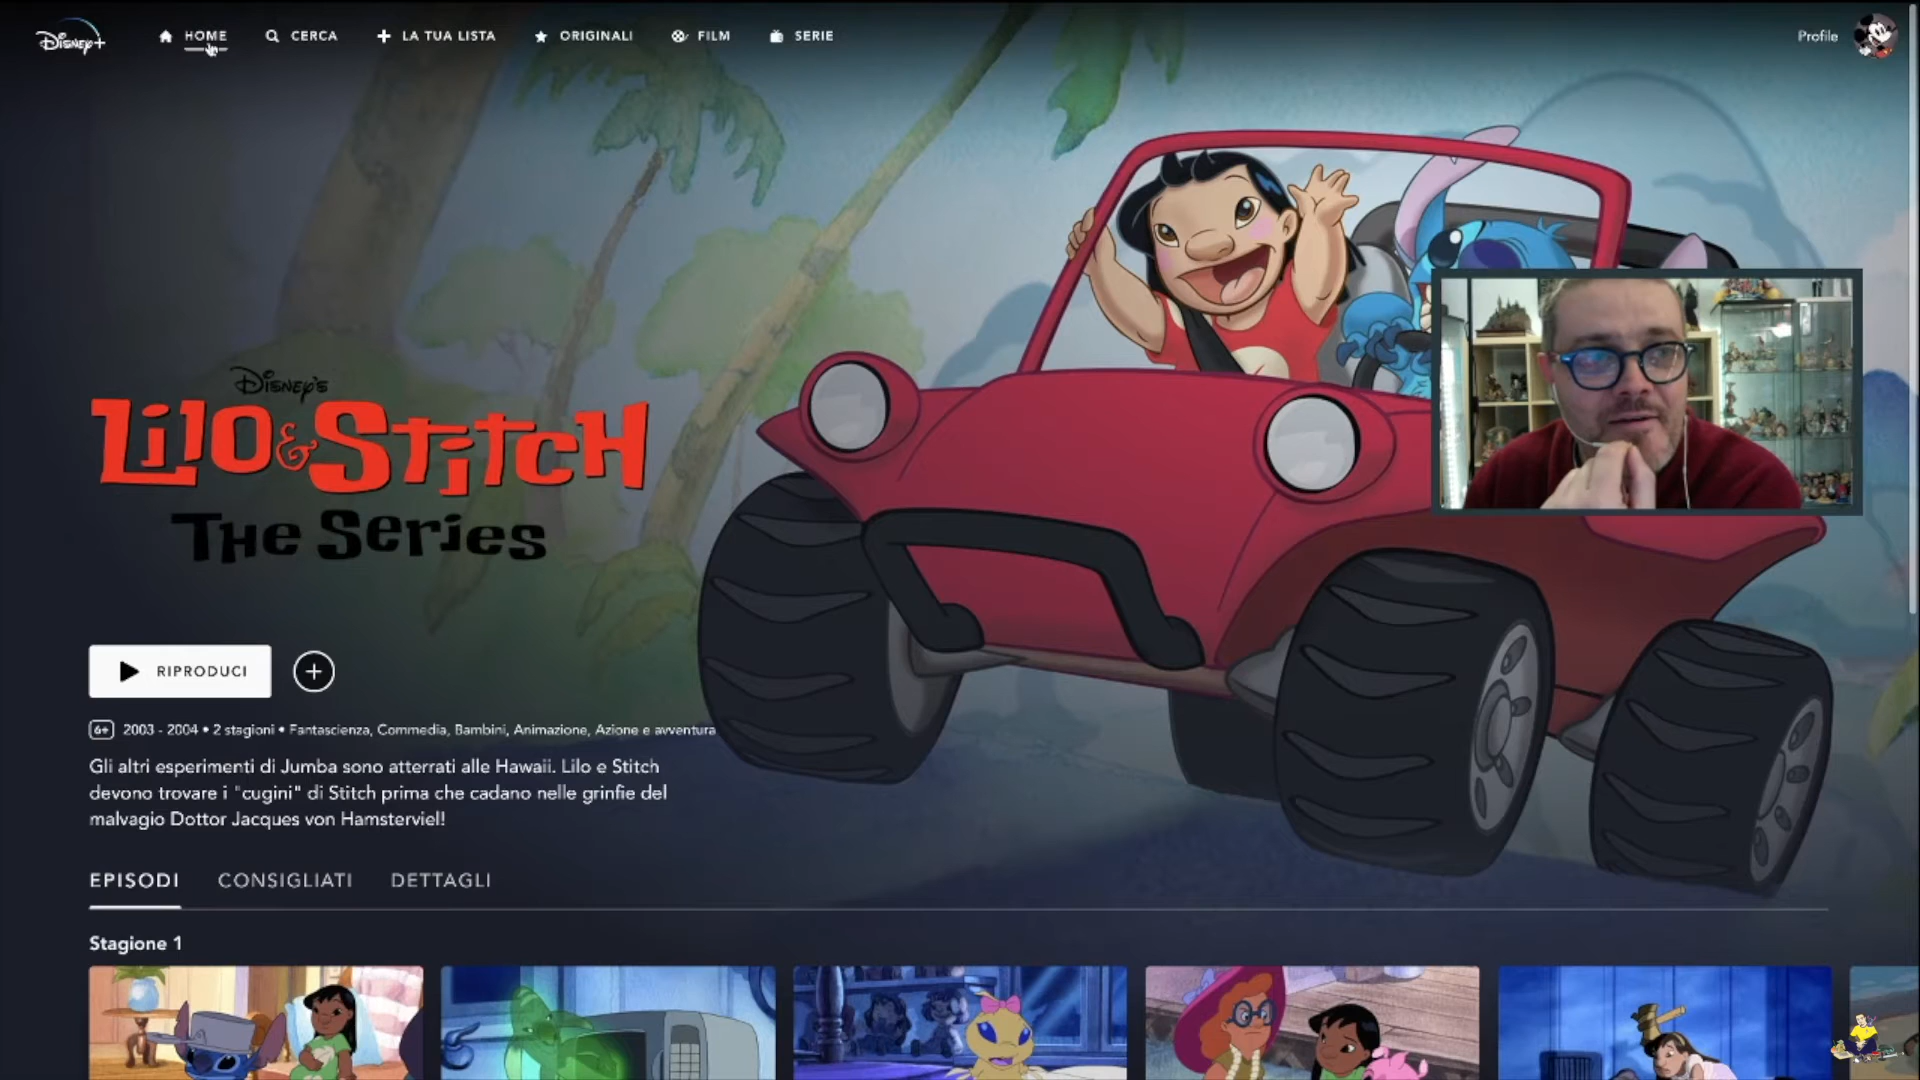 Disney+
HOME
CERCA
LA TUA LISTA
ORIGINALI
FILM
SERIE
Profile
Disney's
Lilo & Stitch
The Series
RIPRODUCI
6+ 2003 - 2004 • 2 stagioni • Fantascienza, Commedia, Bambini, Animazione, Azione e avventura
Gli altri esperimenti di Jumba sono atterrati alle Hawaii. Lilo e Stitch
devono trovare i "cugini" di Stitch prima che cadano nelle grinfie del
malvagio Dottor Jacques von Hamsterviel!
EPISODI
CONSIGLIATI
DETTAGLI
Stagione 1